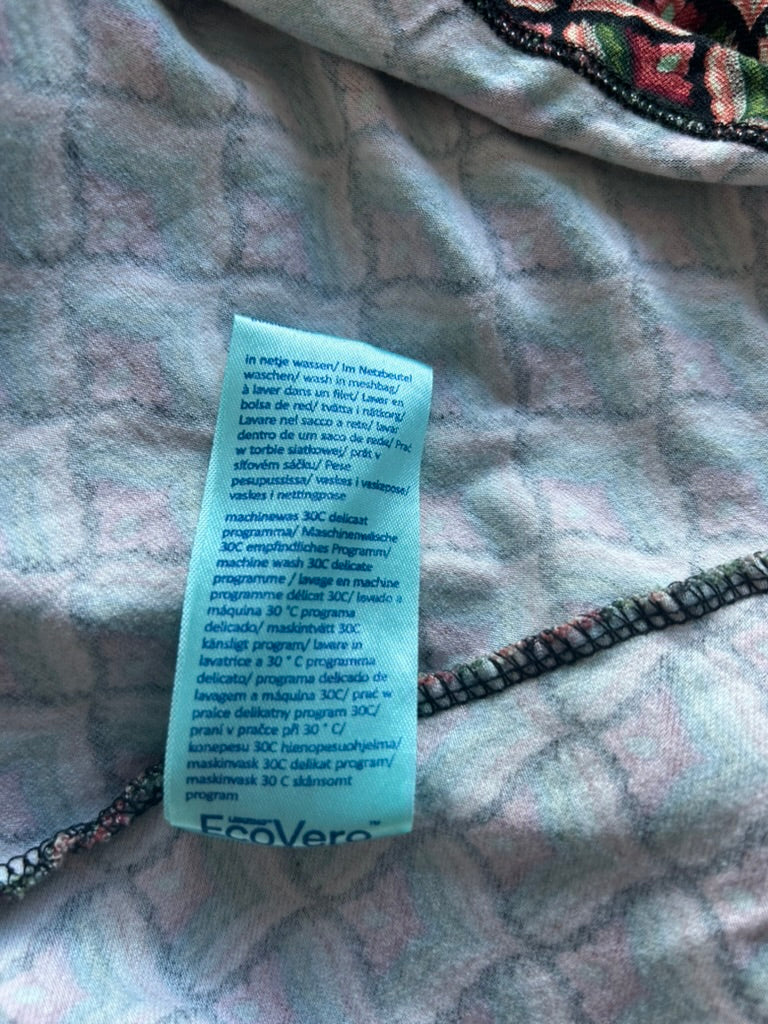 in netje wassen/ Im Netzbeutel
waschen/ wash in meshbag/
à laver dans un filet/ Lavar en
bolsa de red/ tvätta i nätkorg/
Lavare nel sacco a rete/ lavar
dentro de um saco de rede/ Prać
w torbie siatkowej/ prát v
síťovém sáčku/ Pese
pesupussissa/ vaskes i vaskepose/
vaskes i nettingpose
machinewas 30C delicaat
programma/ Maschinenwäsche
30C empfindliches Programm/
machine wash 30C delicate
programme / lavage en machine
programme délicat 30C/ lavado a
máquina 30 °C programa
delicado/ maskintvätt 30C
känsligt program/ lavare in
lavatrice a 30 ° C programma
delicato/ programa delicado de
lavagem a máquina 30C/ prać w
pralce delikatny program 30C/
praní v pračce při 30 ° C/
konepesu 30C hienopesuohjelma/
maskinvask 30C delikat program/
maskinvask 30 C skånsomt
program
LENZING™
EcoVero™